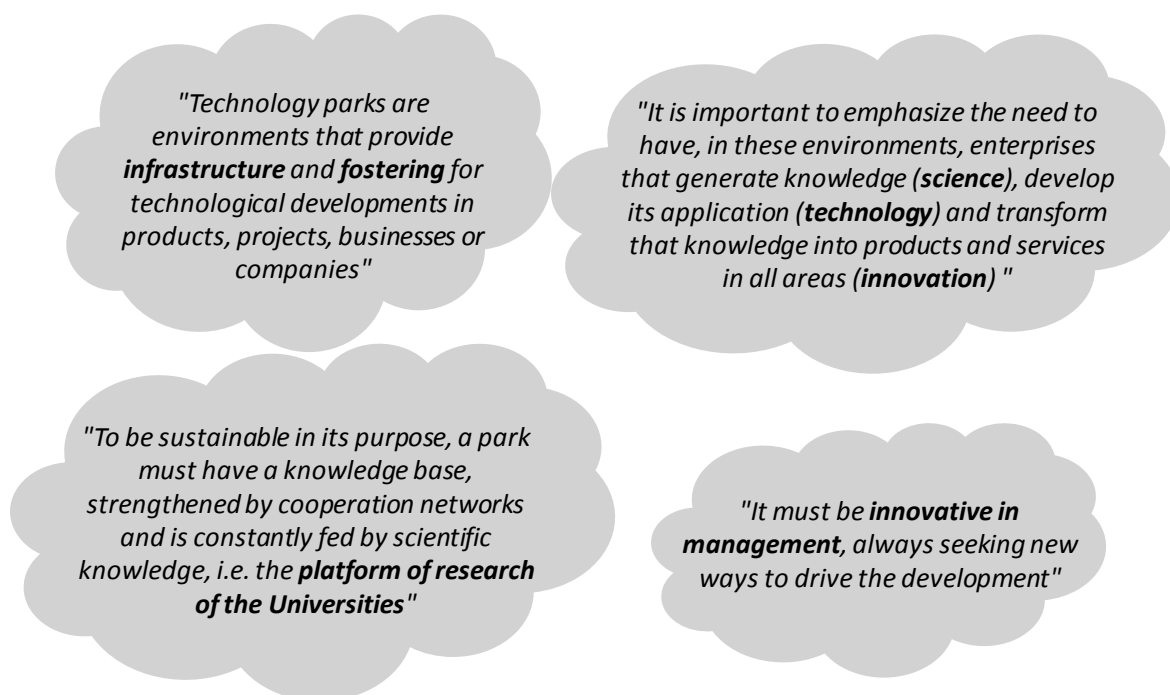 "Technology parks are
environments that provide
infrastructure and fostering for
technological developments in
products, projects, businesses or
companies"
"It is important to emphasize the need to
have, in these environments, enterprises
that generate knowledge (science), develop
its application (technology) and transform
that knowledge into products and services
in all areas (innovation) "
"To be sustainable in its purpose, a park
must have a knowledge base,
strengthened by cooperation networks
and is constantly fed by scientific
knowledge, i.e. the platform of research
of the Universities"
"It must be innovative in
management, always seeking new
ways to drive the development"